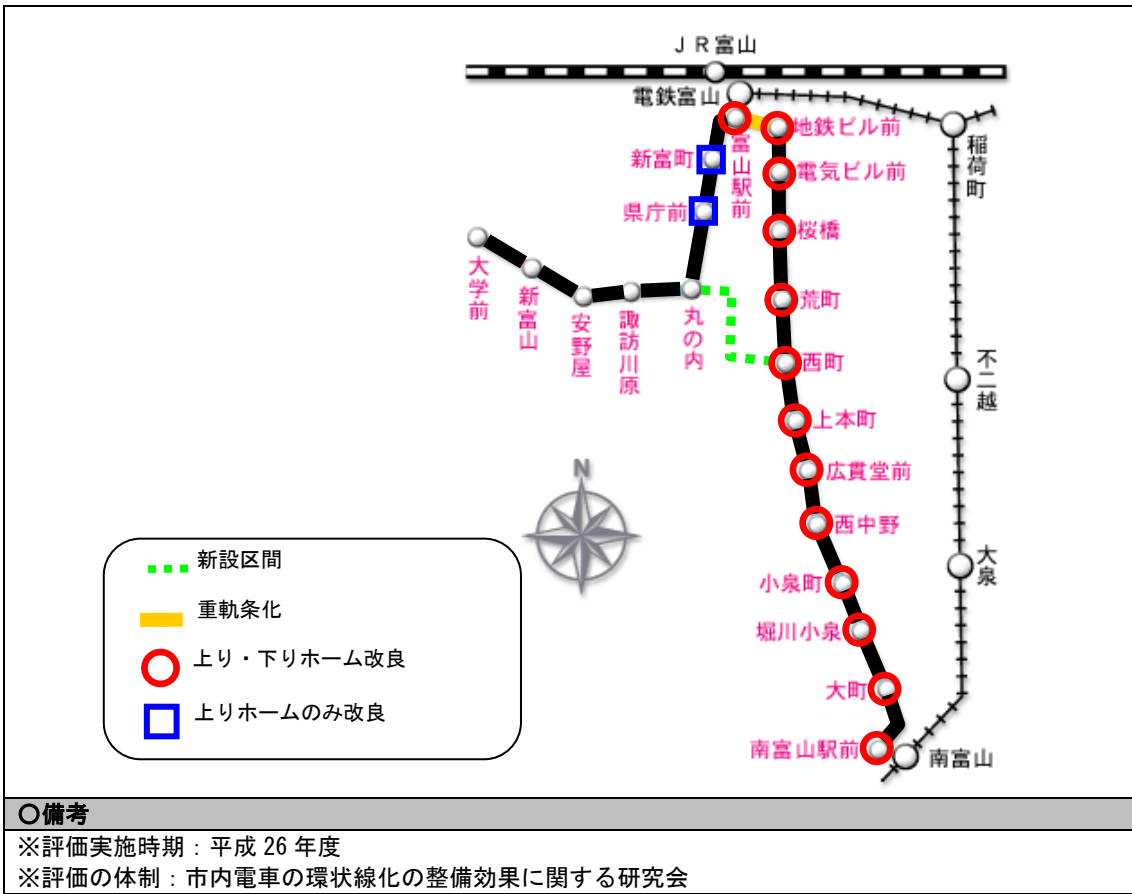 ＪＲ富山
電鉄富山
地鉄ビル前
富山駅前
新富町
稲荷町
電気ビル前
県庁前
桜橋
大学前
新富山
安野屋
諏訪川原
丸の内
荒町
西町
不二越
上本町
広貫堂前
N
西中野
大泉
小泉町
堀川小泉
大町
南富山駅前
南富山
新設区間
重軌条化
上り・下りホーム改良
上りホームのみ改良
○備考
※評価実施時期：平成 26 年度
※評価の体制：市内電車の環状線化の整備効果に関する研究会